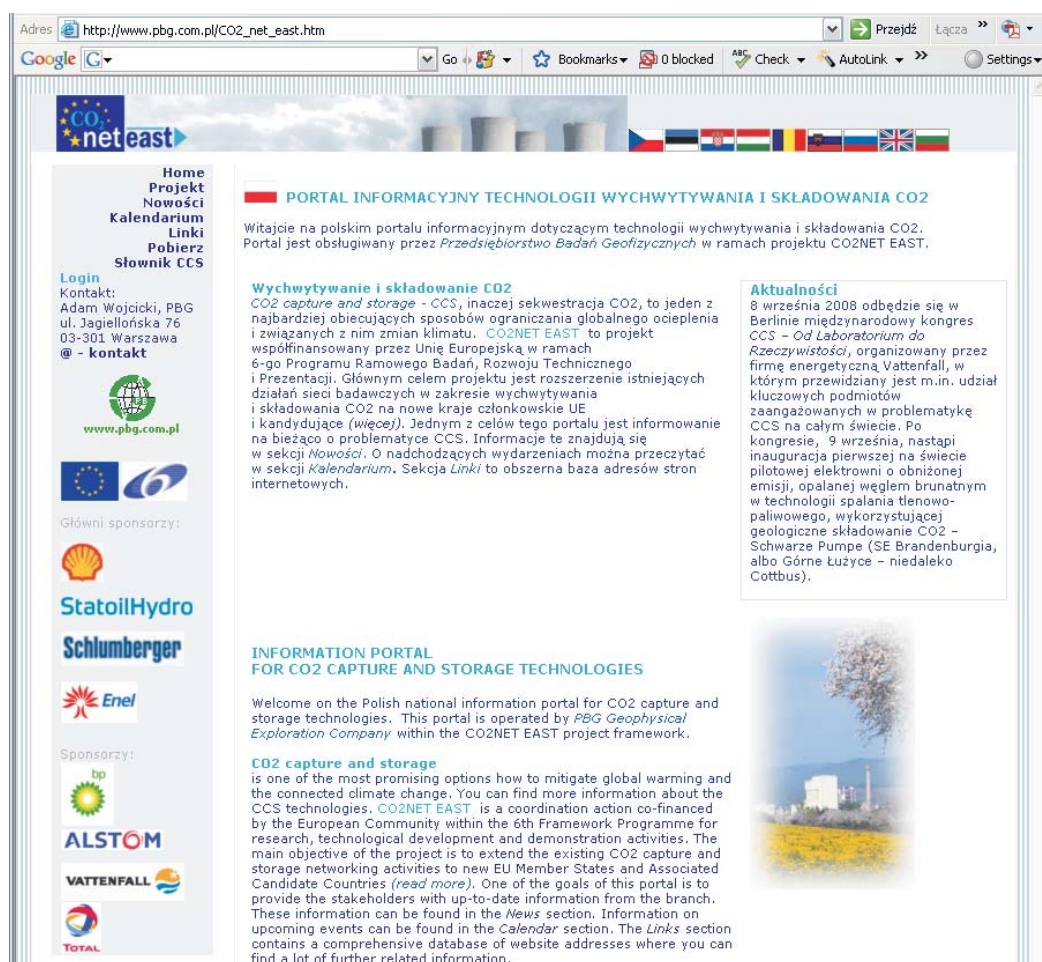 Adres http://www.pbg.com.pl/CO2_net_east.htm Przejdź Łącza »
Google G Go Bookmarks 0 blocked ABC Check AutoLink » Settings
CO2
net east
Home
Projekt
Nowości
Kalendarium
Linki
Pobierz
Słownik CCS
Login
Kontakt:
Adam Wojcicki, PBG
ul. Jagiellońska 76
03-301 Warszawa
@ - kontakt
www.pbg.com.pl
6
Główni sponsorzy:
StatoilHydro
Schlumberger
Enel
Sponsorzy:
bp
ALSTOM
VATTENFALL
TOTAL
PORTAL INFORMACYJNY TECHNOLOGII WYCHWYTYWANIA I SKŁADOWANIA CO2
Witajcie na polskim portalu informacyjnym dotyczącym technologii wychwytywania i składowania CO2.
Portal jest obsługiwany przez Przedsiębiorstwo Badań Geofizycznych w ramach projektu CO2NET EAST.
Wychwytywanie i składowanie CO2
CO2 capture and storage - CCS, inaczej sekwestracja CO2, to jeden z
najbardziej obiecujących sposobów ograniczania globalnego ocieplenia
i związanych z nim zmian klimatu. CO2NET EAST to projekt
współfinansowany przez Unię Europejską w ramach
6-go Programu Ramowego Badań, Rozwoju Technicznego
i Prezentacji. Głównym celem projektu jest rozszerzenie istniejących
działań sieci badawczych w zakresie wychwytywania
i składowania CO2 na nowe kraje członkowskie UE
i kandydujące (więcej). Jednym z celów tego portalu jest informowanie
na bieżąco o problematyce CCS. Informacje te znajdują się
w sekcji Nowości. O nadchodzących wydarzeniach można przeczytać
w sekcji Kalendarium. Sekcja Linki to obszerna baza adresów stron
internetowych.
Aktualności
8 września 2008 odbędzie się w
Berlinie międzynarodowy kongres
CCS – Od Laboratorium do
Rzeczywistości, organizowany przez
firmę energetyczną Vattenfall, w
którym przewidziany jest m.in. udział
kluczowych podmiotów
zaangażowanych w problematykę
CCS na całym świecie. Po
kongresie, 9 września, nastąpi
inauguracja pierwszej na świecie
pilotowej elektrowni o obniżonej
emisji, opalanej węglem brunatnym
w technologii spalania tlenowo-
paliwowego, wykorzystującej
geologiczne składowanie CO2 –
Schwarze Pumpe (SE Brandenburgia,
albo Górne Łużyce – niedaleko
Cottbus).
INFORMATION PORTAL
FOR CO2 CAPTURE AND STORAGE TECHNOLOGIES
Welcome on the Polish national information portal for CO2 capture and
storage technologies. This portal is operated by PBG Geophysical
Exploration Company within the CO2NET EAST project framework.
CO2 capture and storage
is one of the most promising options how to mitigate global warming and
the connected climate change. You can find more information about the
CCS technologies. CO2NET EAST is a coordination action co-financed
by the European Community within the 6th Framework Programme for
research, technological development and demonstration activities. The
main objective of the project is to extend the existing CO2 capture and
storage networking activities to new EU Member States and Associated
Candidate Countries (read more). One of the goals of this portal is to
provide the stakeholders with up-to-date information from the branch.
These information can be found in the News section. Information on
upcoming events can be found in the Calendar section. The Links section
contains a comprehensive database of website addresses where you can
find a lot of further related information.